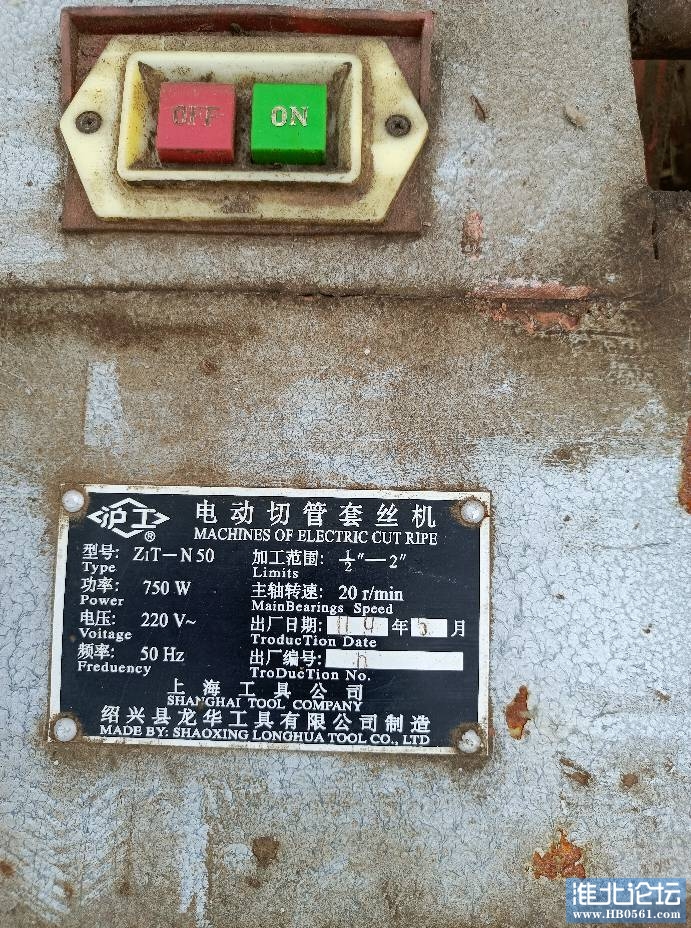 OFF ON
沪工 ®
电动切管套丝机
MACHINES OF ELECTRIC CUT RIPE
型号: Z1T-N50 加工范围: 1/2"—2"
Type Limits
功率: 750 W 主轴转速: 20 r/min
Power MainBearings Speed
电压: 220 V~ 出厂日期: 年 月
Voitage TroducTion Date
频率: 50 Hz 出厂编号:
Freduency TroDucTion No.
上海工具公司
SHANGHAI TOOL COMPANY
绍兴县龙华工具有限公司制造
MADE BY: SHAOXING LONGHUA TOOL CO., LTD
淮北论坛
www.HB0561.com